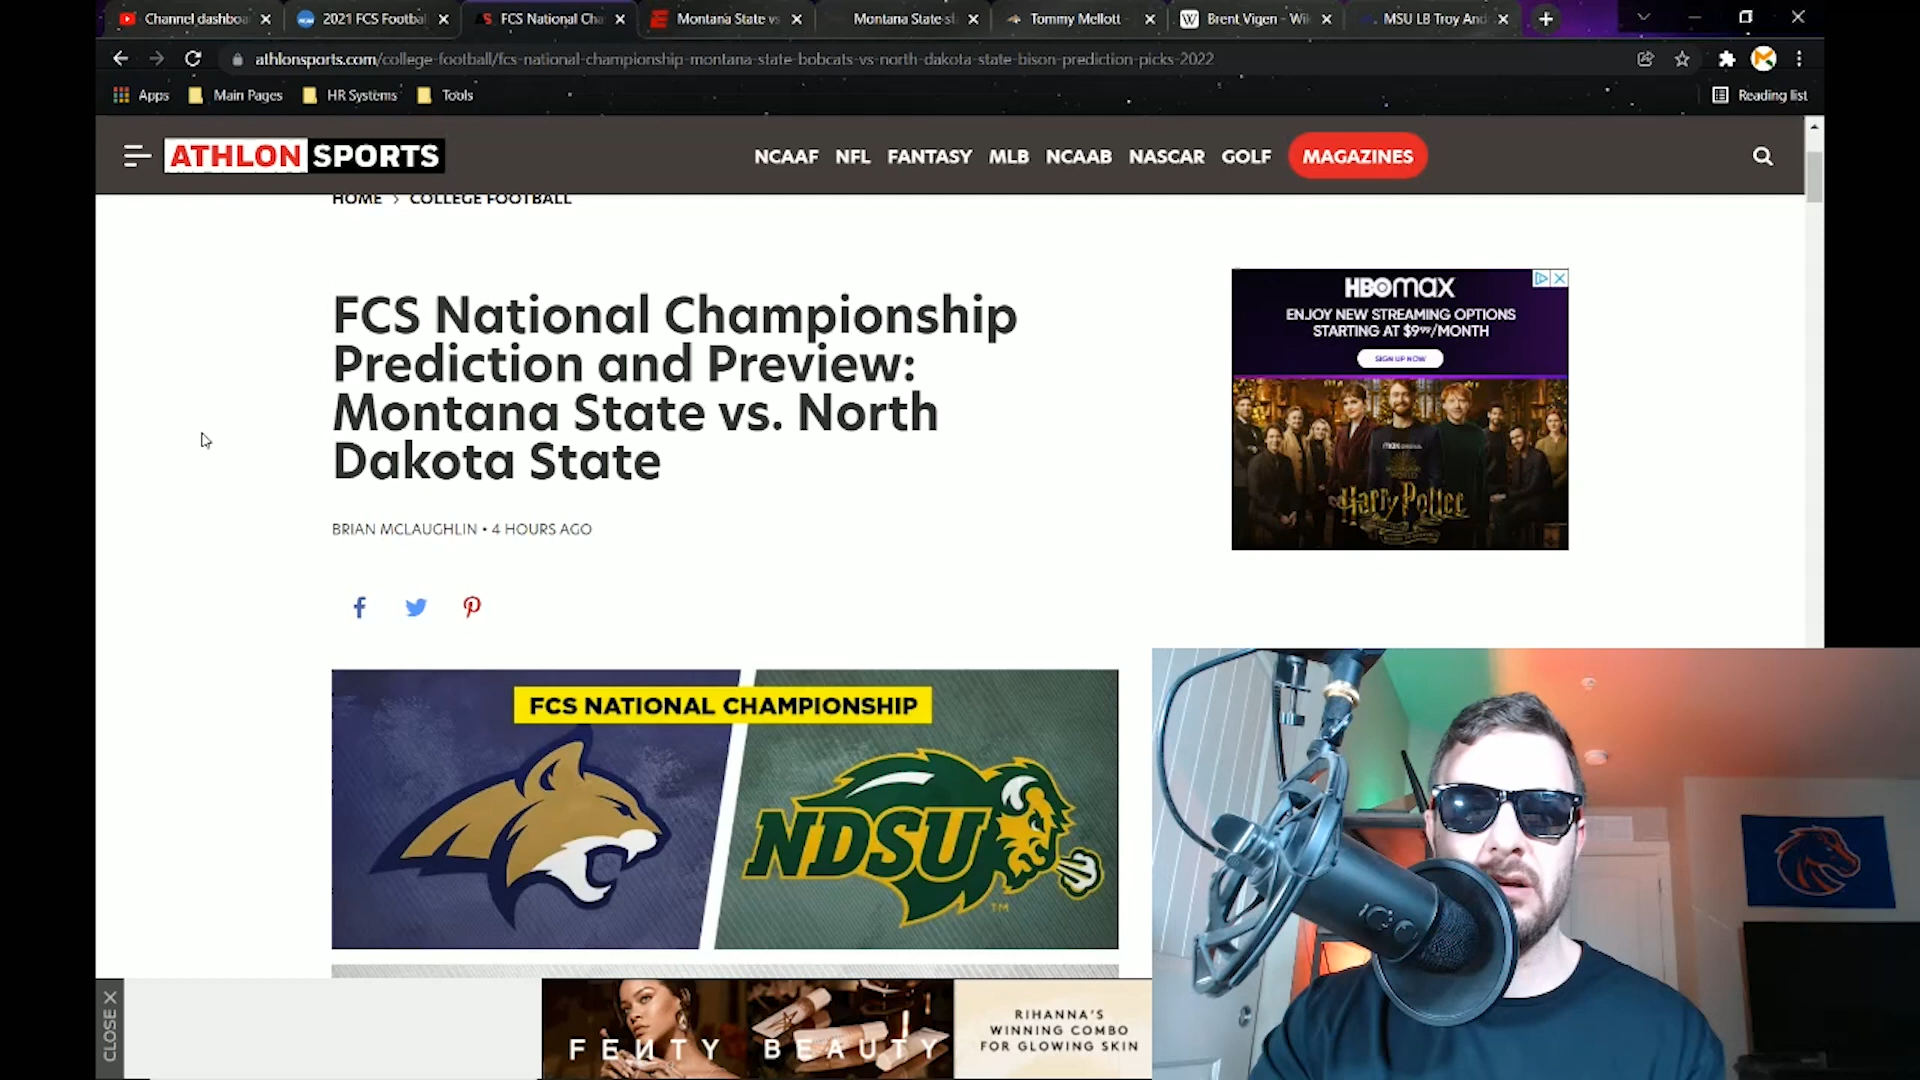 Channel dashboa
2021 FCS Footba
FCS National Cha
Montana State vs
Montana State-s
Tommy Mellott
Brent Vigen - Wi
MSU LB Troy And
athlonsports.com/college-football/fcs-national-championship-montana-state-bobcats-vs-north-dakota-state-bison-prediction-picks-2022
Apps
Main Pages
HR Systems
Tools
Reading list
ATHLON SPORTS
NCAAF NFL FANTASY MLB NCAAB NASCAR GOLF MAGAZINES
HOME > COLLEGE FOOTBALL
FCS National Championship
Prediction and Preview:
Montana State vs. North
Dakota State
BRIAN MCLAUGHLIN • 4 HOURS AGO
HBOmax
ENJOY NEW STREAMING OPTIONS
STARTING AT $9.99/MONTH
SIGN UP NOW
Harry Potter
FCS NATIONAL CHAMPIONSHIP
NDSU
TM
CLOSE X
FENTY BEAUTY
RIHANNA'S
WINNING COMBO
FOR GLOWING SKIN